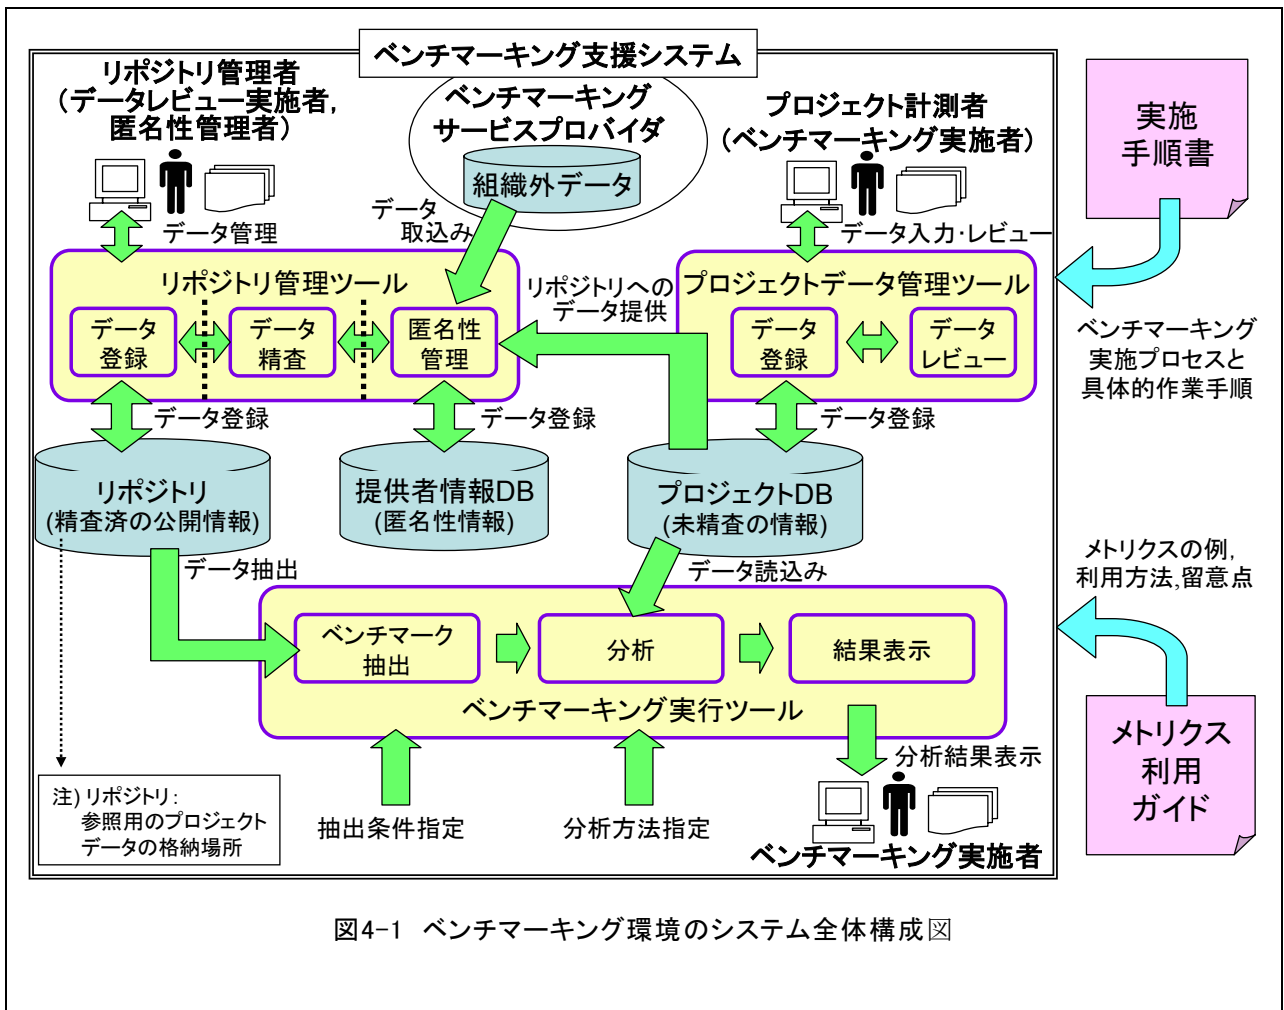 ベンチマーキング支援システム
リポジトリ管理者
（データレビュー実施者,
匿名性管理者）
ベンチマーキング
サービスプロバイダ
組織外データ
プロジェクト計測者
（ベンチマーキング実施者）
実施
手順書
データ
取込み
データ管理
データ入力・レビュー
リポジトリ管理ツール
リポジトリへの
データ提供
プロジェクトデータ管理ツール
データ
登録
データ
精査
匿名性
管理
データ
登録
データ
レビュー
ベンチマーキング
実施プロセスと
具体的作業手順
データ登録
データ登録
データ登録
リポジトリ
(精査済の公開情報)
提供者情報DB
(匿名性情報)
プロジェクトDB
(未精査の情報)
データ抽出
データ読込み
メトリクスの例,
利用方法,留意点
ベンチマーク
抽出
分析
結果表示
ベンチマーキング実行ツール
メトリクス
利用
ガイド
分析結果表示
注）リポジトリ：
参照用のプロジェクト
データの格納場所
抽出条件指定
分析方法指定
ベンチマーキング実施者
図4-1 ベンチマーキング環境のシステム全体構成図